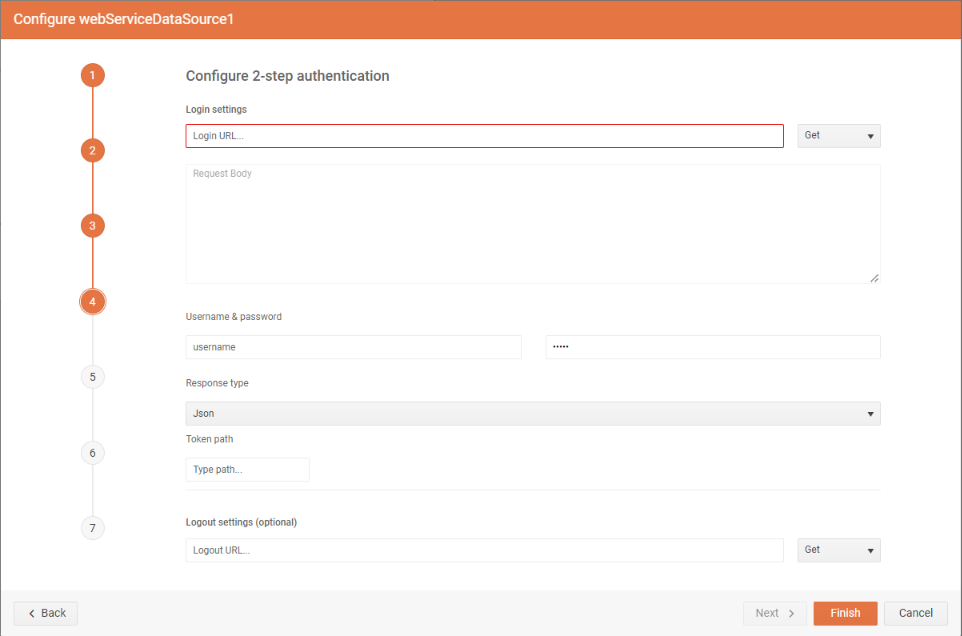 Configure webServiceDataSource1
1
Configure 2-step authentication
Login settings
Login URL...
Get
2
Request Body
3
4
Username & password
username
•••••
5
Response type
Json
Token path
6
Type path...
7
Logout settings (optional)
Logout URL...
Get
Back
Next
Finish
Cancel